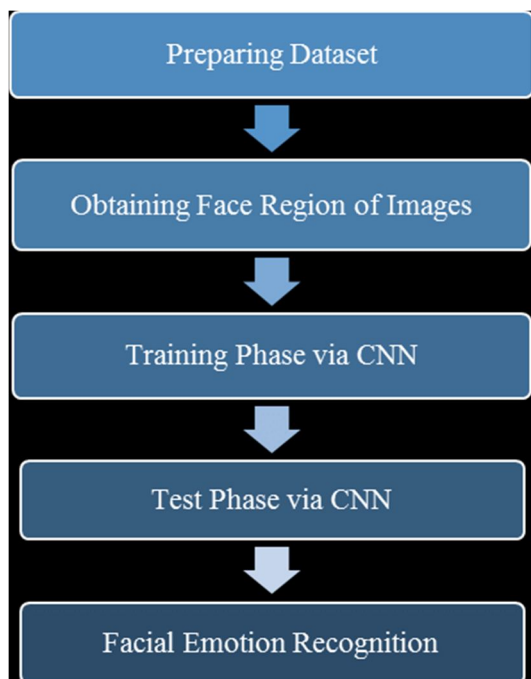 Preparing Dataset
Obtaining Face Region of Images
Training Phase via CNN
Test Phase via CNN
Facial Emotion Recognition